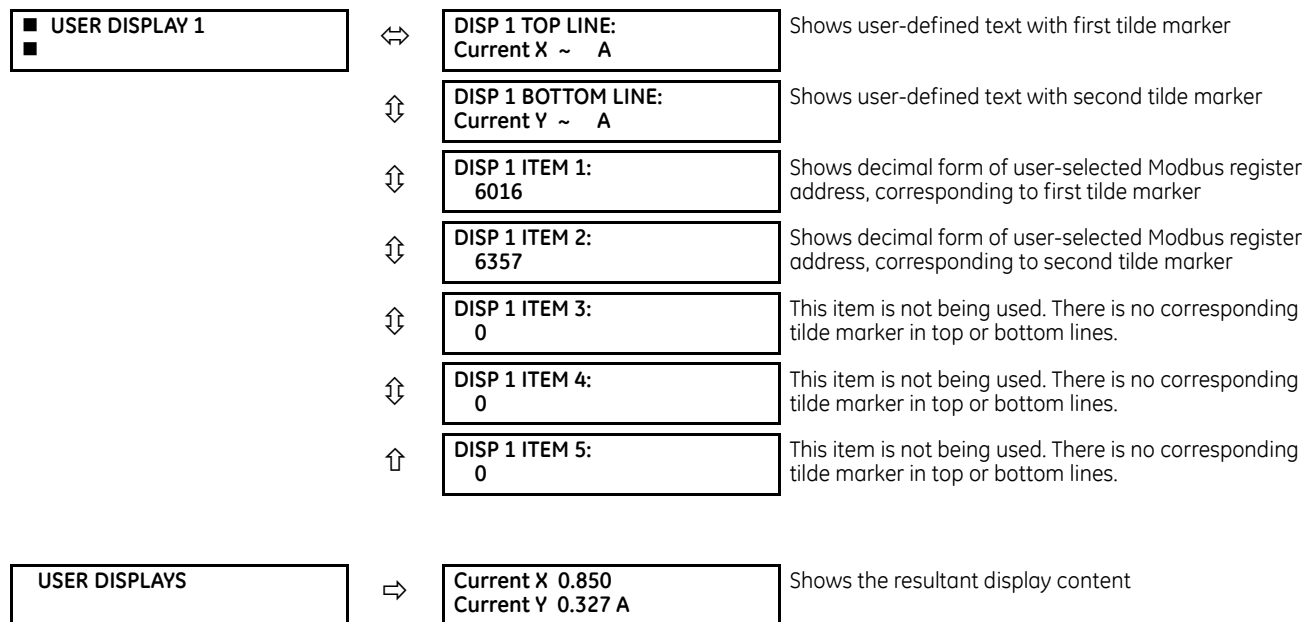 ■ USER DISPLAY 1
■
DISP 1 TOP LINE:
Current X ~ A
Shows user-defined text with first tilde marker
DISP 1 BOTTOM LINE:
Current Y ~ A
Shows user-defined text with second tilde marker
DISP 1 ITEM 1:
6016
Shows decimal form of user-selected Modbus register
address, corresponding to first tilde marker
DISP 1 ITEM 2:
6357
Shows decimal form of user-selected Modbus register
address, corresponding to second tilde marker
DISP 1 ITEM 3:
0
This item is not being used. There is no corresponding
tilde marker in top or bottom lines.
DISP 1 ITEM 4:
0
This item is not being used. There is no corresponding
tilde marker in top or bottom lines.
DISP 1 ITEM 5:
0
This item is not being used. There is no corresponding
tilde marker in top or bottom lines.
USER DISPLAYS
Current X 0.850
Current Y 0.327 A
Shows the resultant display content